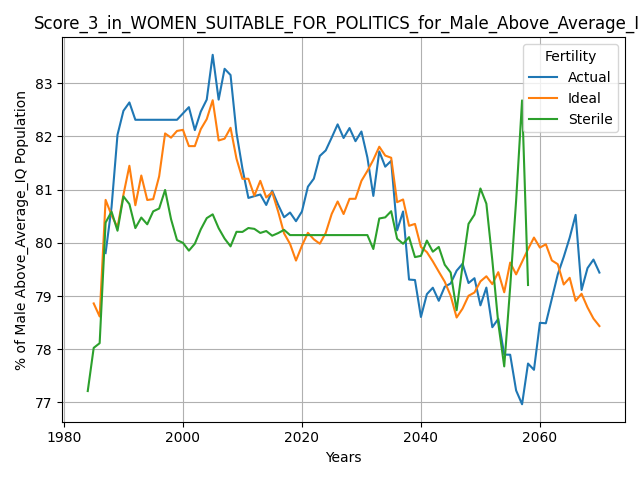 Score_3_in_WOMEN_SUITABLE_FOR_POLITICS_for_Male_Above_Average_I
Fertility
Actual
Ideal
Sterile
% of Male Above_Average_IQ Population
83
82
81
80
79
78
77
1980
2000
2020
2040
2060
Years